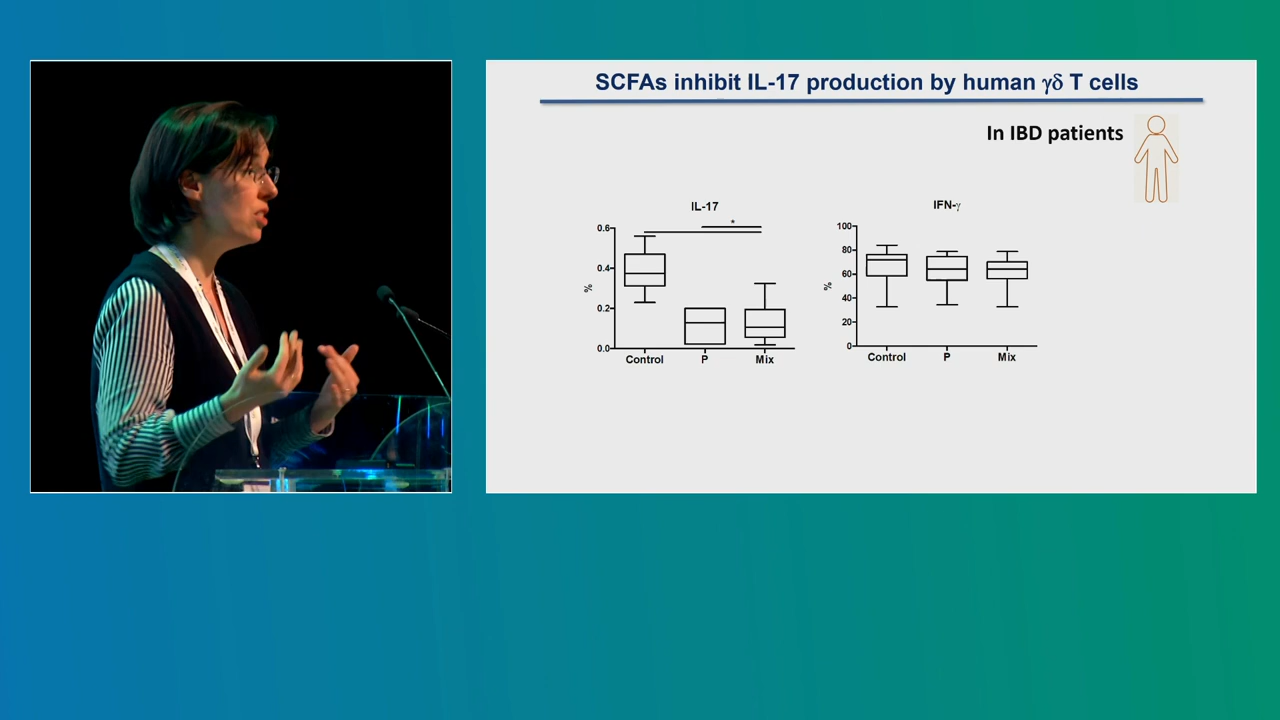 SCFAs inhibit IL-17 production by human γδ T cells
In IBD patients
IL-17
*
0.6
0.4
0.2
0.0
%
Control P Mix
IFN-γ
100
80
60
40
20
0
%
Control P Mix